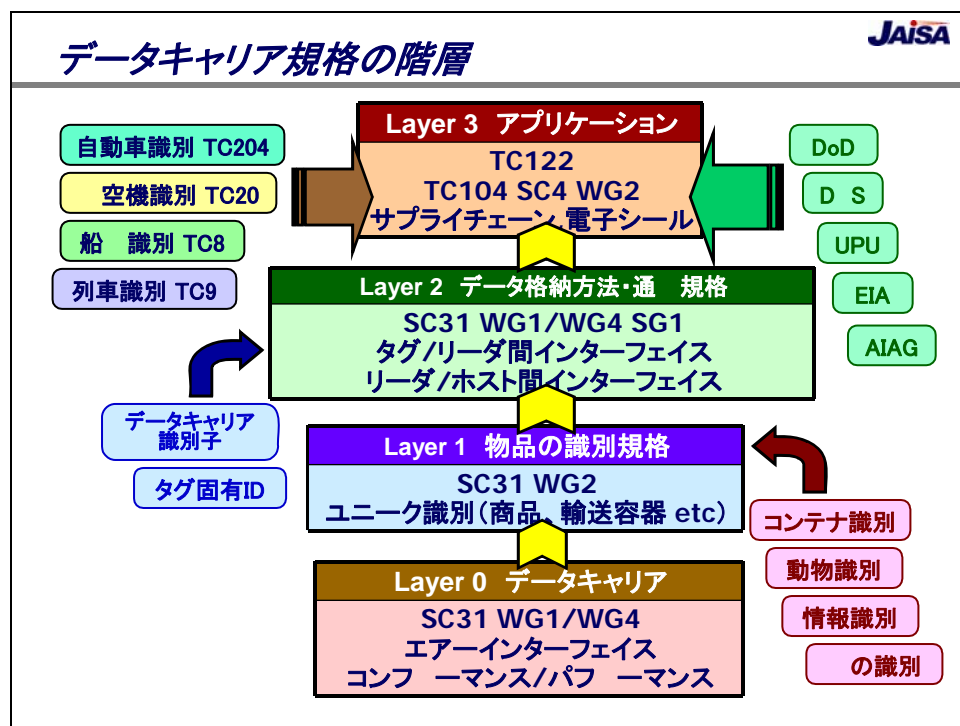 JAISA
データキャリア規格の階層
Layer 3 アプリケーション
TC122
TC104 SC4 WG2
サプライチェーン,電子シール
自動車識別 TC204
空機識別 TC20
船 識別 TC8
列車識別 TC9
DoD
D S
UPU
EIA
AIAG
Layer 2 データ格納方法・通 規格
SC31 WG1/WG4 SG1
タグ/リーダ間インターフェイス
リーダ/ホスト間インターフェイス
データキャリア
識別子
タグ固有ID
Layer 1 物品の識別規格
SC31 WG2
ユニーク識別(商品、輸送容器 etc)
コンテナ識別
動物識別
情報識別
の識別
Layer 0 データキャリア
SC31 WG1/WG4
エアーインターフェイス
コンフ ーマンス/パフ ーマンス